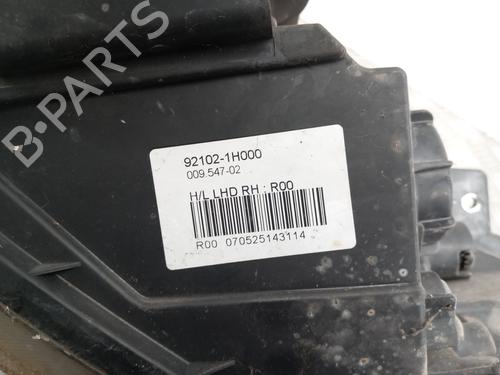 B-PARTS
92102-1H000
009.547-02
H/L LHD RH : R00
R00 070525143114